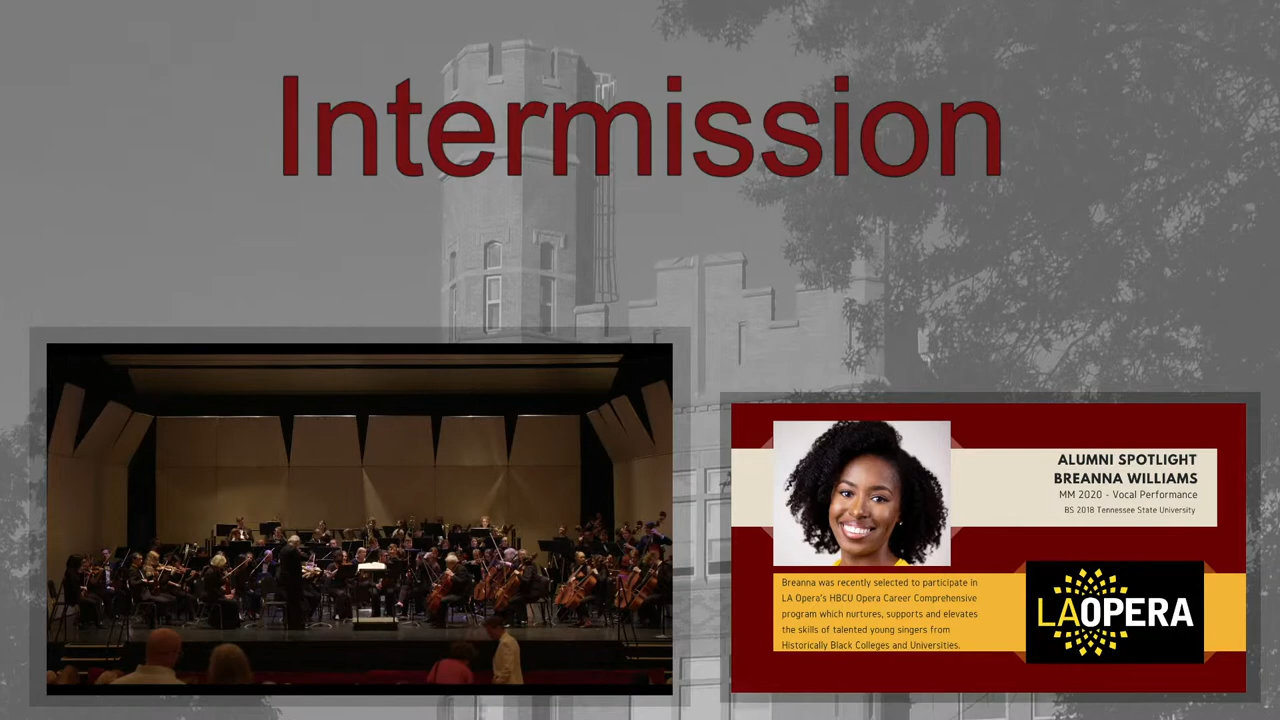 Intermission
ALUMNI SPOTLIGHT
BREANNA WILLIAMS
MM 2020 - Vocal Performance
BS 2018 Tennessee State University
Breanna was recently selected to participate in
LA Opera's HBCU Opera Career Comprehensive
program which nurtures, supports and elevates
the skills of talented young singers from
Historically Black Colleges and Universities.
LAOPERA